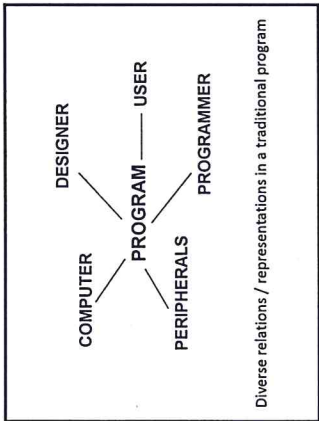 COMPUTER
DESIGNER
PROGRAM
USER
PERIPHERALS
PROGRAMMER
Diverse relations / representations in a traditional program